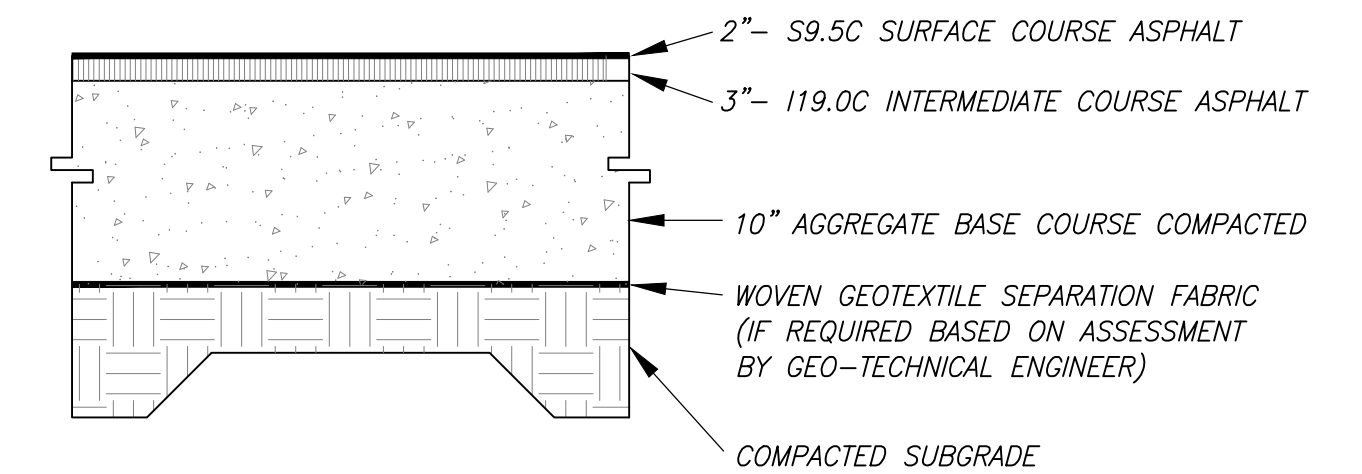 2”- S9.5C SURFACE COURSE ASPHALT
3”- I19.0C INTERMEDIATE COURSE ASPHALT
10” AGGREGATE BASE COURSE COMPACTED
WOVEN GEOTEXTILE SEPARATION FABRIC
(IF REQUIRED BASED ON ASSESSMENT
BY GEO-TECHNICAL ENGINEER)
COMPACTED SUBGRADE